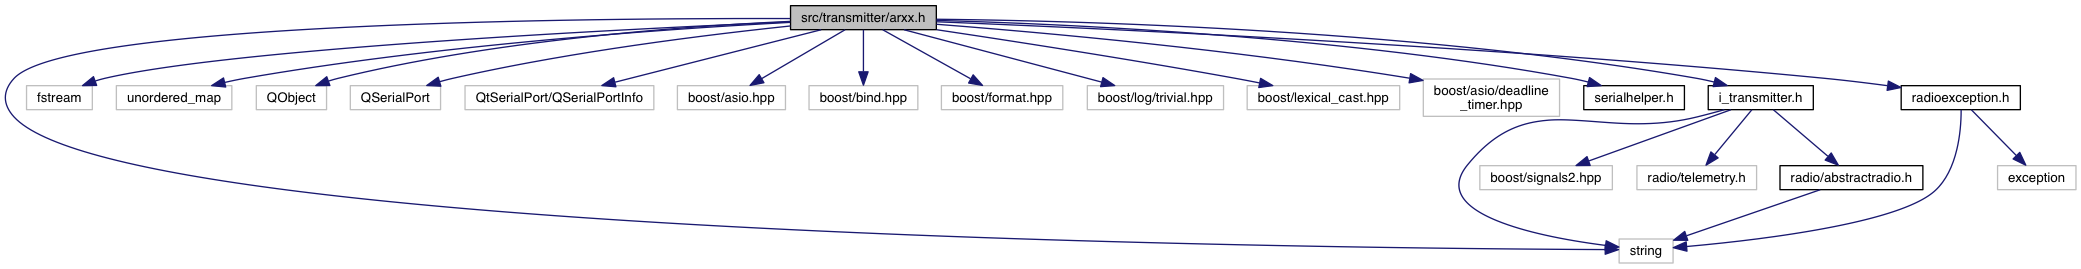 src/transmitter/arxx.h
fstream
unordered_map
QObject
QSerialPort
QtSerialPort/QSerialPortInfo
boost/asio.hpp
boost/bind.hpp
boost/format.hpp
boost/log/trivial.hpp
boost/lexical_cast.hpp
boost/asio/deadline
_timer.hpp
serialhelper.h
i_transmitter.h
radioexception.h
boost/signals2.hpp
radio/telemetry.h
radio/abstractradio.h
exception
string